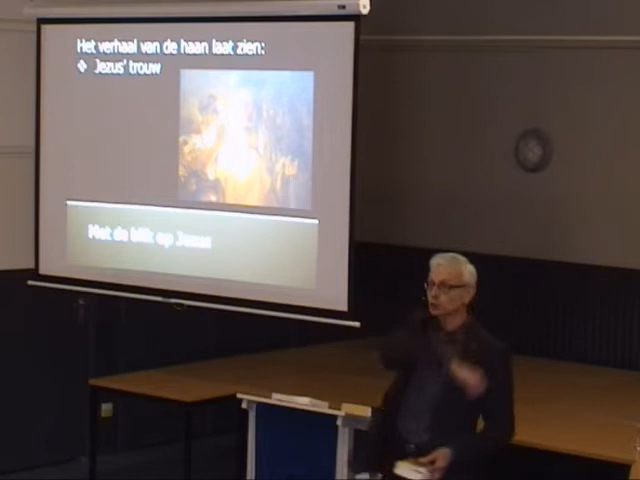 Het verhaal van de haan laat zien:
❖ Jezus' trouw
Met de blik op Jezus